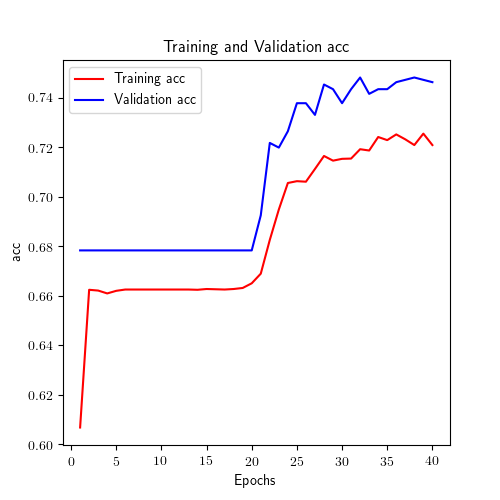 Training and Validation acc
Training acc
Validation acc
0.74
0.72
0.70
0.68
0.66
0.64
0.62
0.60
acc
0 5 10 15 20 25 30 35 40
Epochs